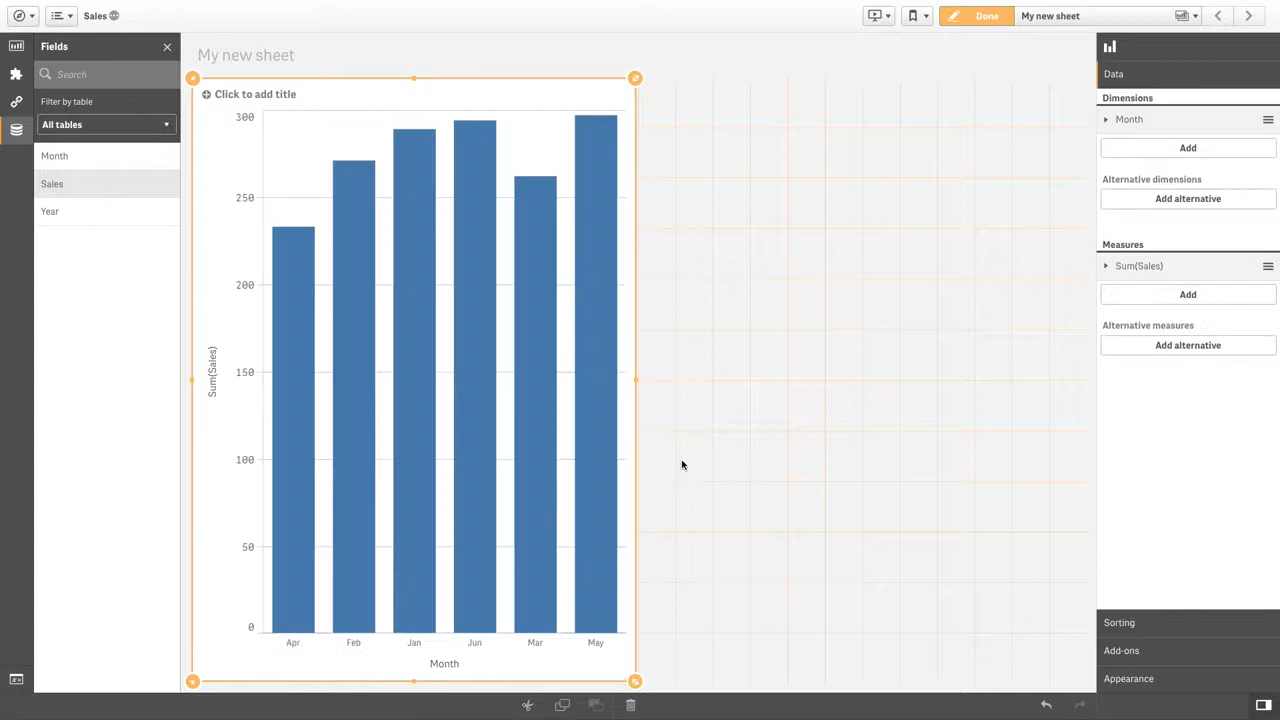 Sales
Done
My new sheet
Fields
Search
Filter by table
All tables
Month
Sales
Year
My new sheet
Click to add title
300
250
200
150
100
50
0
Sum(Sales)
Apr
Feb
Jan
Jun
Mar
May
Month
Data
Dimensions
Month
Add
Alternative dimensions
Add alternative
Measures
Sum(Sales)
Add
Alternative measures
Add alternative
Sorting
Add-ons
Appearance